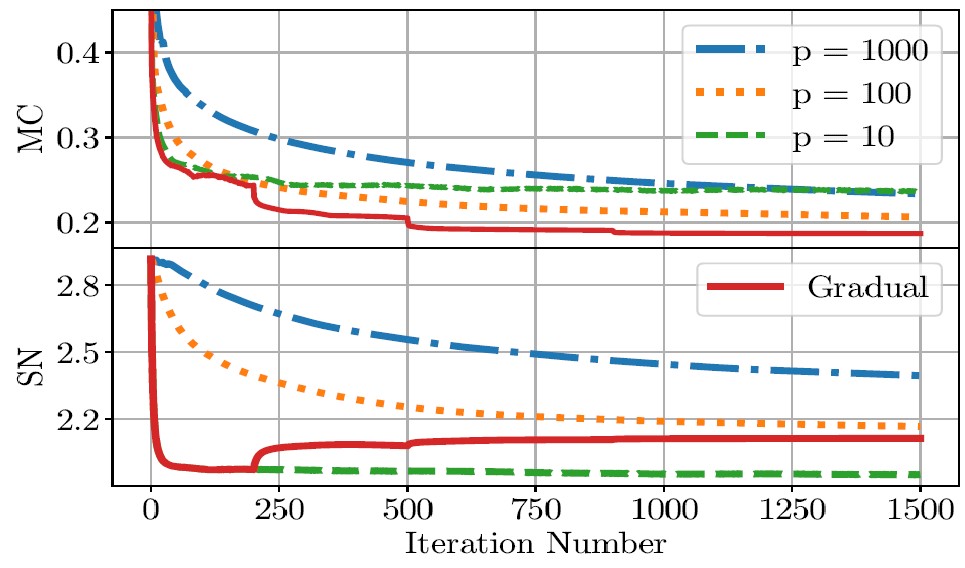 MC
0.4
0.3
0.2
p = 1000
p = 100
p = 10
SN
2.8
2.5
2.2
Gradual
0 250 500 750 1000 1250 1500
Iteration Number